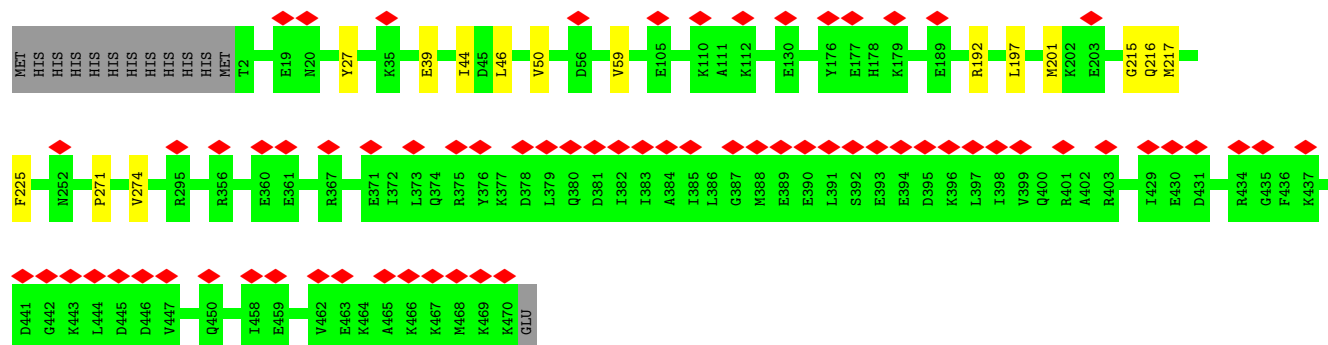 MET HIS HIS HIS HIS HIS HIS HIS HIS HIS MET T2 E19 N20 Y27 K35 E39 I44 D45 L46 V50 D56 V59 E105 K110 A111 K112 E130 Y176 E177 H178 K179 E189 R192 L197 M201 K202 E203 G215 Q216 M217
F225 N252 P271 V274 R295 R356 E360 E361 R367 E371 I372 L373 Q374 R375 Y376 K377 D378 L379 Q380 D381 I382 I383 A384 I385 L386 G387 M388 E389 E390 L391 S392 E393 E394 D395 K396 L397 I398 V399 Q400 R401 A402 R403 I429 E430 D431 R434 G435 F436 K437
D441 G442 K443 L444 D445 D446 V447 Q450 I458 E459 V462 E463 K464 A465 K466 K467 M468 K469 K470 GLU